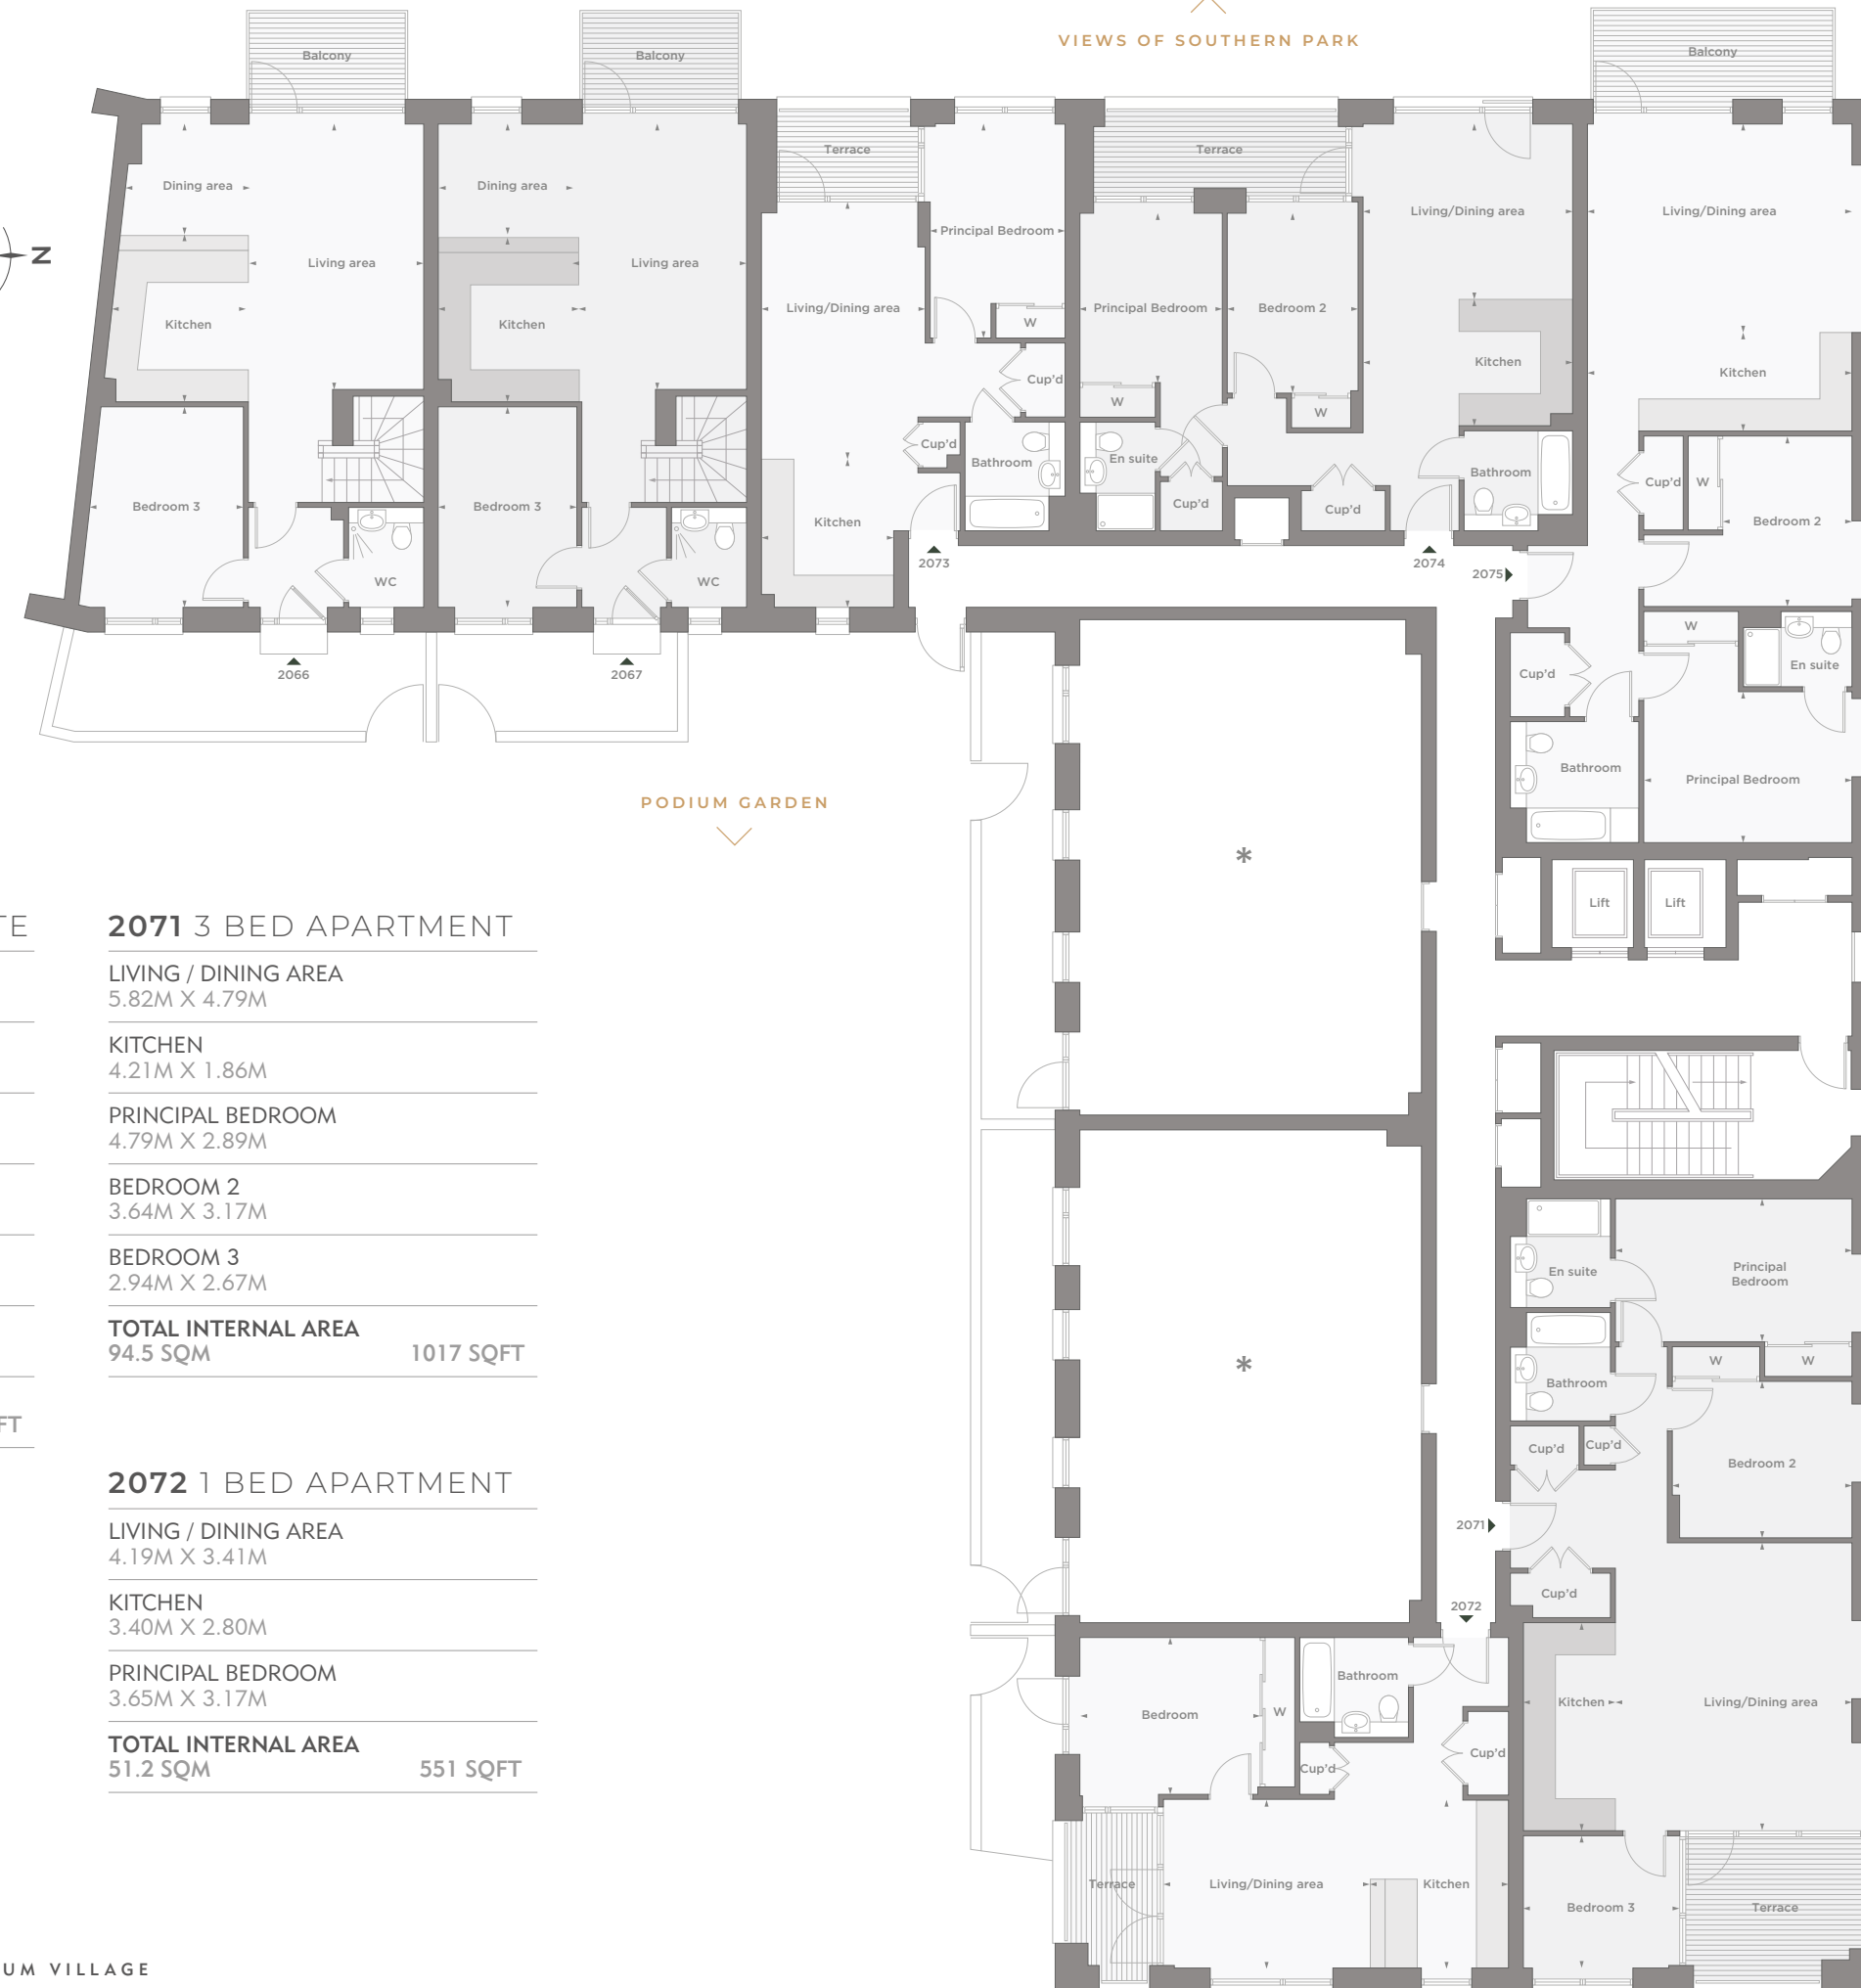 VIEWS OF SOUTHERN PARK
Balcony
Balcony
Balcony
N
Dining area
Living area
Kitchen
Bedroom 3
WC
2066
Dining area
Living area
Kitchen
Bedroom 3
WC
2067
Terrace
Principal Bedroom
Living/Dining area
W
Cup'd
Cup'd
Bathroom
Kitchen
2073
Terrace
Principal Bedroom
Bedroom 2
Living/Dining area
Kitchen
W
W
En suite
Cup'd
Cup'd
Bathroom
2074
Living/Dining area
Kitchen
Cup'd
W
Bedroom 2
2075
W
Cup'd
En suite
Bathroom
Principal Bedroom
PODIUM GARDEN
*
Lift
Lift
*
En suite
Principal
Bedroom
Bathroom
W
W
Cup'd
Cup'd
Bedroom 2
2071
Cup'd
2072
Kitchen
Living/Dining area
Bedroom 3
Terrace
Bedroom
W
Bathroom
Cup'd
Cup'd
Terrace
Living/Dining area
Kitchen
TE
FT
2071 3 BED APARTMENT
LIVING / DINING AREA
5.82M X 4.79M
KITCHEN
4.21M X 1.86M
PRINCIPAL BEDROOM
4.79M X 2.89M
BEDROOM 2
3.64M X 3.17M
BEDROOM 3
2.94M X 2.67M
TOTAL INTERNAL AREA
94.5 SQM 1017 SQFT
2072 1 BED APARTMENT
LIVING / DINING AREA
4.19M X 3.41M
KITCHEN
3.40M X 2.80M
PRINCIPAL BEDROOM
3.65M X 3.17M
TOTAL INTERNAL AREA
51.2 SQM 551 SQFT
UM VILLAGE